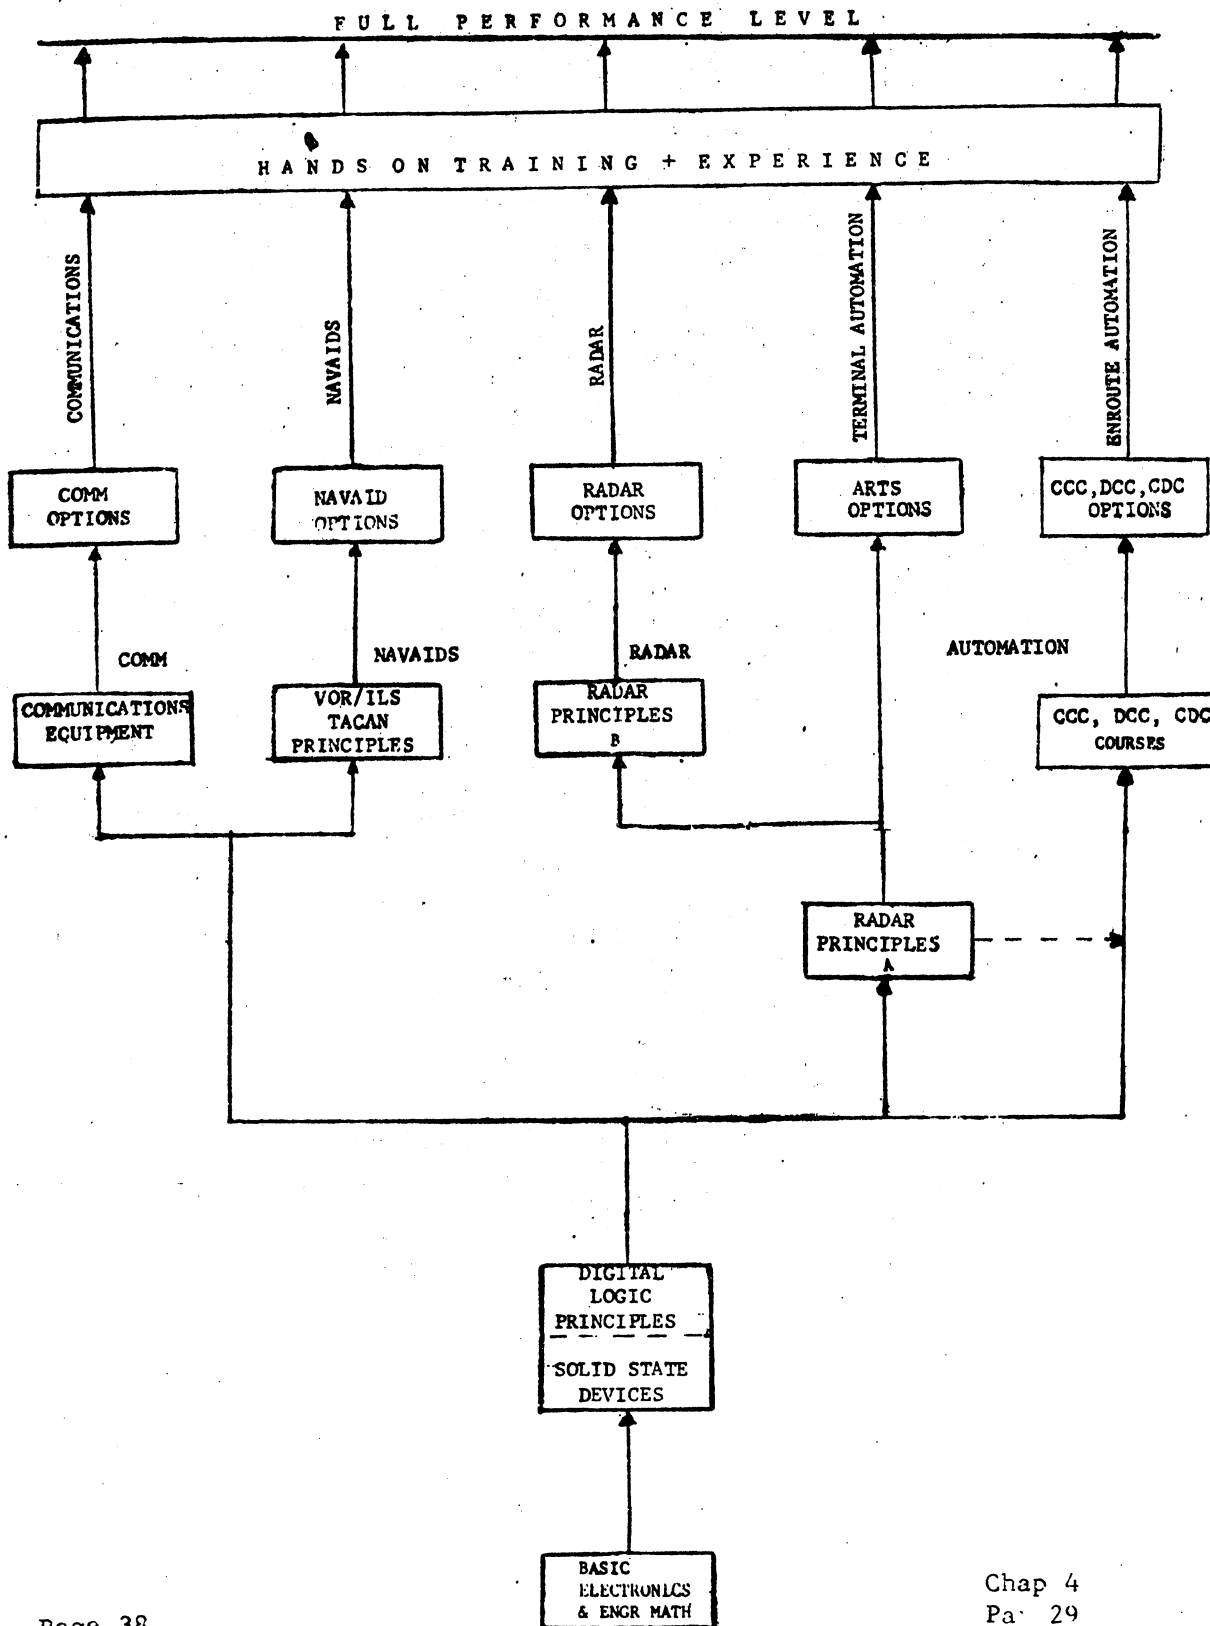 FULL PERFORMANCE LEVEL
HANDS ON TRAINING + EXPERIENCE
COMMUNICATIONS
NAVAIDS
RADAR
TERMINAL AUTOMATION
ENROUTE AUTOMATION
COMM
OPTIONS
NAVAID
OPTIONS
RADAR
OPTIONS
ARTS
OPTIONS
CCC,DCC,CDC
OPTIONS
COMM
NAVAIDS
RADAR
AUTOMATION
COMMUNICATIONS
EQUIPMENT
VOR/ILS
TACAN
PRINCIPLES
RADAR
PRINCIPLES
B
CCC, DCC, CDC
COURSES
RADAR
PRINCIPLES
A
DIGITAL
LOGIC
PRINCIPLES
SOLID STATE
DEVICES
BASIC
ELECTRONICS
& ENGR MATH
Chap 4
Pa 29
Page 38